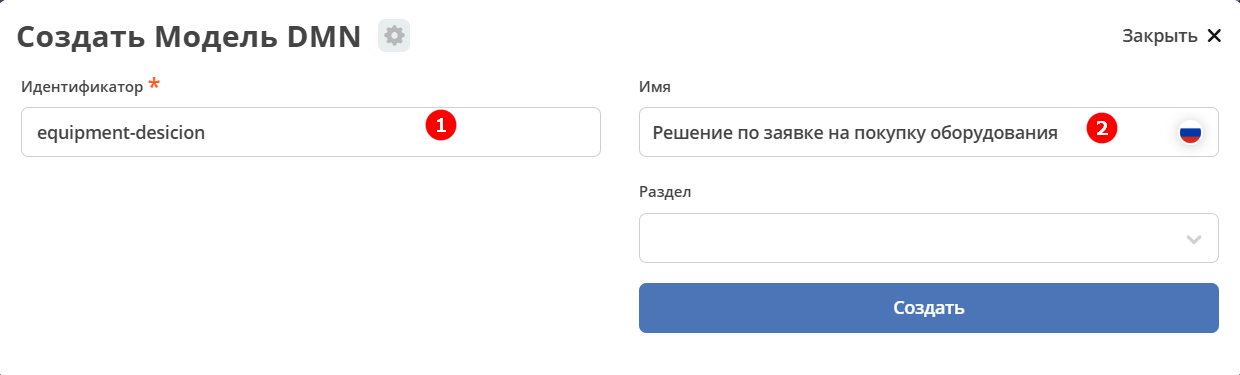 Создать Модель DMN
Закрыть
Идентификатор *
Имя
equipment-desicion
1
Решение по заявке на покупку оборудования
2
Раздел
Создать